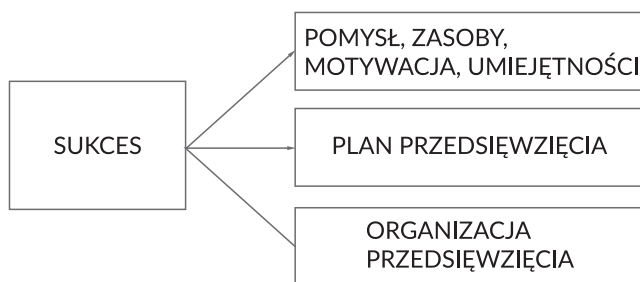 POMYSŁ, ZASOBY,
MOTYWACJA, UMIEJĘTNOŚCI
SUKCES
PLAN PRZEDSIĘWZIĘCIA
ORGANIZACJA
PRZEDSIĘWZIĘCIA